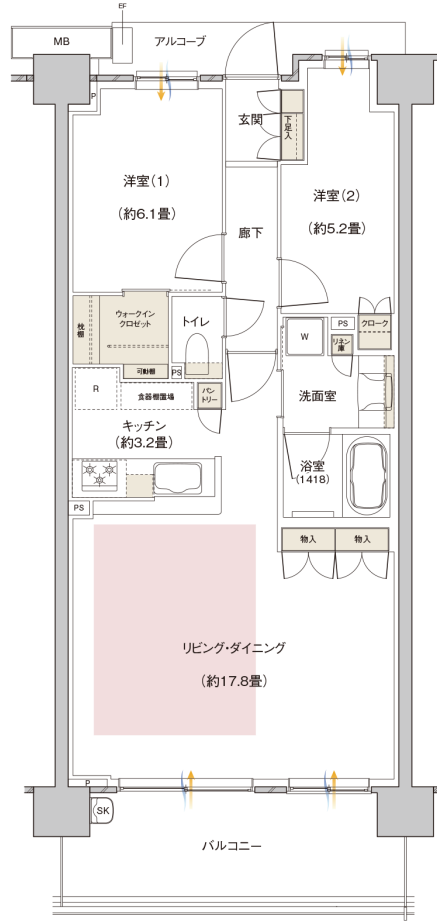 EF
MB
アルコーブ
P
玄関
下足入
洋室(1)
(約6.1畳)
洋室(2)
(約5.2畳)
廊下
枕棚
ウォークイン
クロゼット
トイレ
可動棚
PS
W
PS
リネン庫
クローク
R
食器棚置場
パントリー
洗面室
キッチン
(約3.2畳)
浴室
(1418)
PS
物入
物入
リビング・ダイニング
(約17.8畳)
P
SK
バルコニー